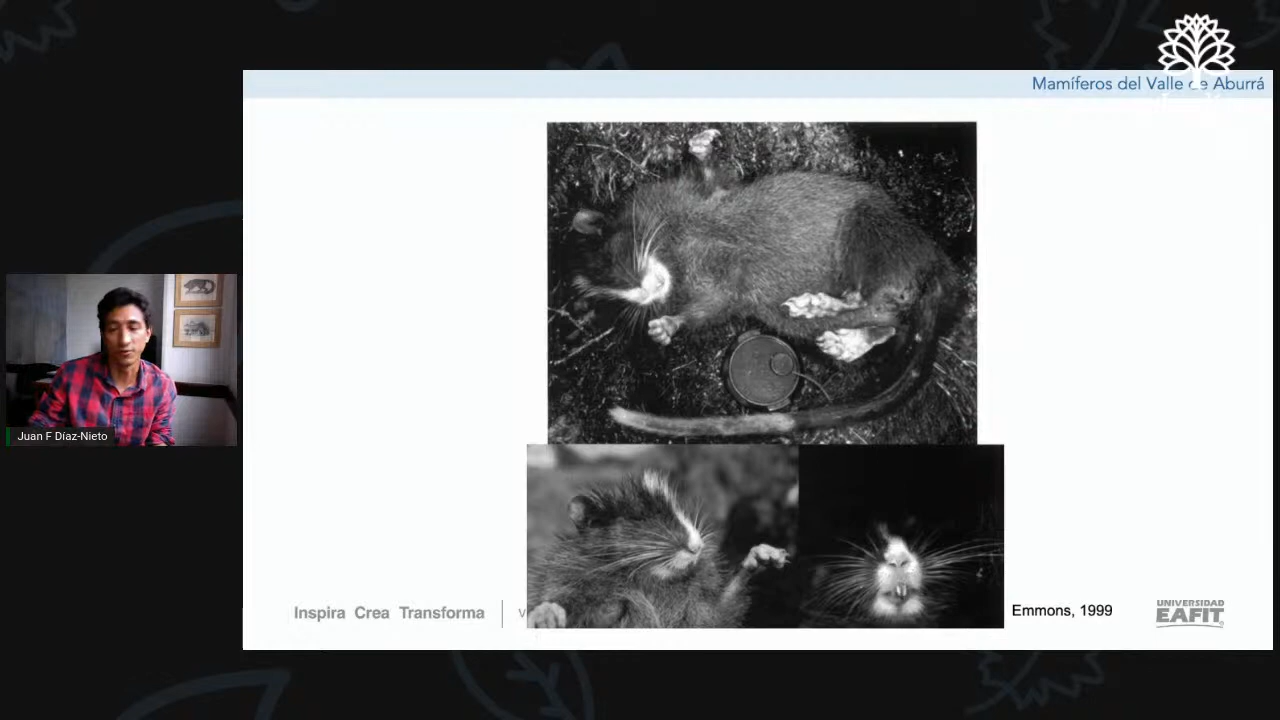 Mamíferos del Valle de Aburrá
Juan F Díaz-Nieto
Inspira Crea Transforma
Emmons, 1999
UNIVERSIDAD
EAFIT